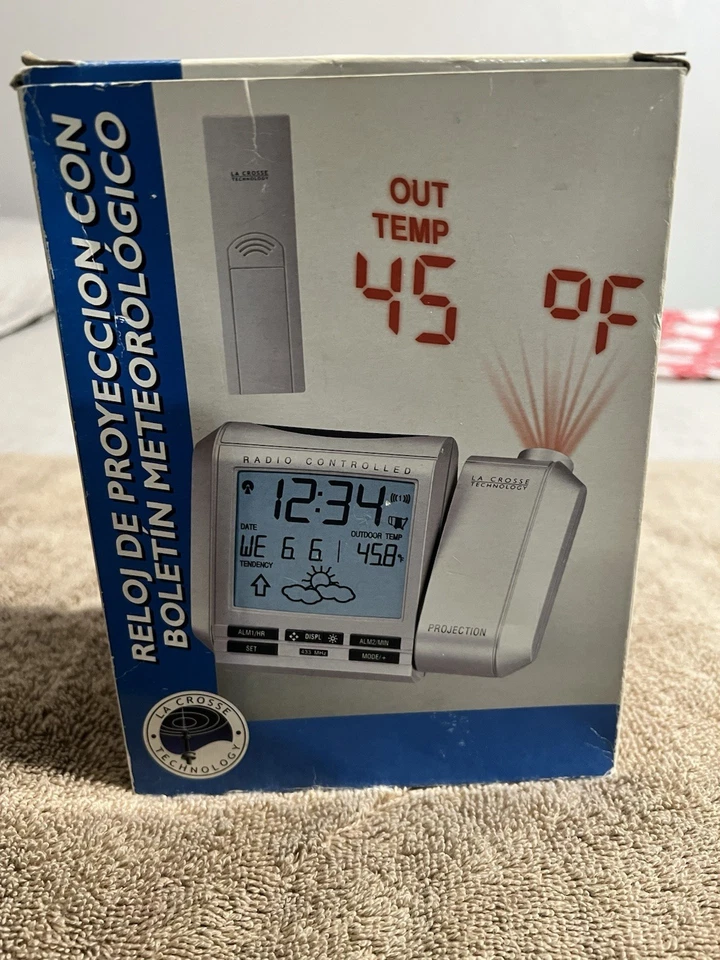 RELOJ DE PROYECCION CON
BOLETÍN METEOROLÓGICO
LA CROSSE
TECHNOLOGY
OUT
TEMP
45 °F
RADIO CONTROLLED
12:34
DATE
OUTDOOR TEMP
WE 6. 6. 45.8°F
TENDENCY
ALM1/HR
DISPL
ALM2/MIN
SET
433 MHz
MODE/+
LA CROSSE
TECHNOLOGY
PROJECTION
LA CROSSE
TECHNOLOGY